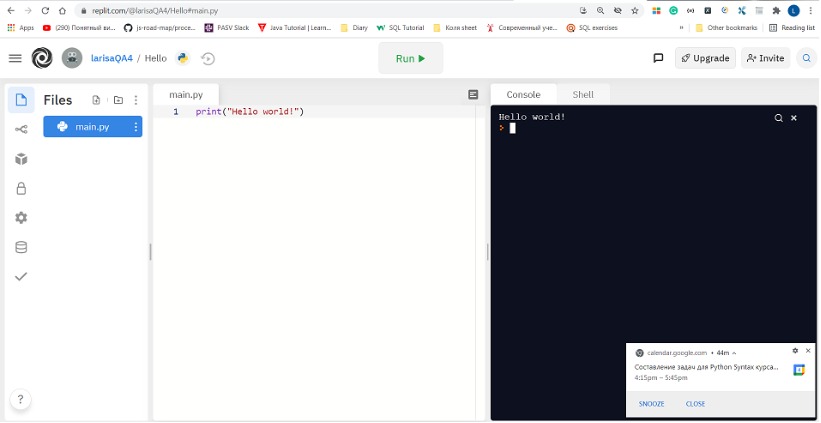 replit.com/@larisaQA4/Hello#main.py
Apps
(290) Понятный ви...
js-road-map/proce...
PASV Slack
Java Tutorial | Learn...
Diary
SQL Tutorial
Коля sheet
Современный уче...
SQL exercises
»
Other bookmarks
Reading list
larisaQA4 / Hello
Run
Upgrade
Invite
Files
main.py
main.py
1 print("Hello world!")
Console
Shell
Hello world!
>
calendar.google.com • 44m
Составление задач для Python Syntax курса...
4:15pm – 5:45pm
SNOOZE
CLOSE
?